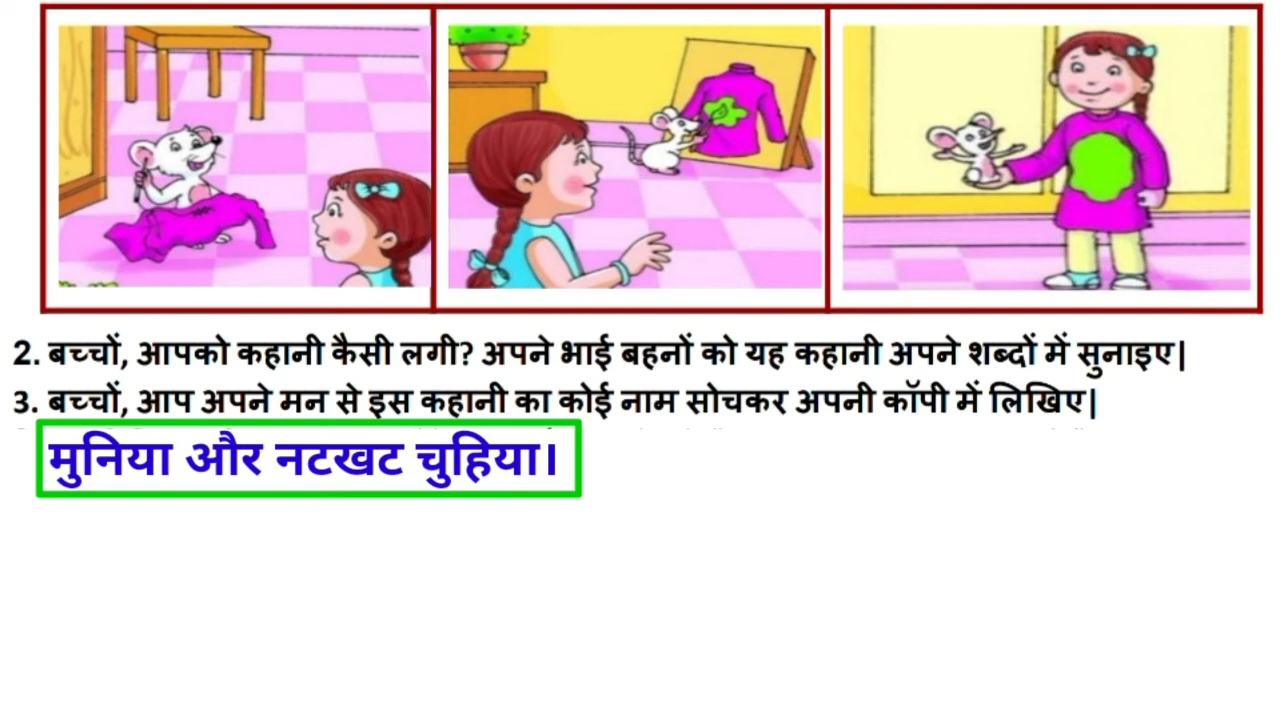 2. बच्चों, आपको कहानी कैसी लगी? अपने भाई बहनों को यह कहानी अपने शब्दों में सुनाइए|
3. बच्चों, आप अपने मन से इस कहानी का कोई नाम सोचकर अपनी कॉपी में लिखिए|
मुनिया और नटखट चुहिया।